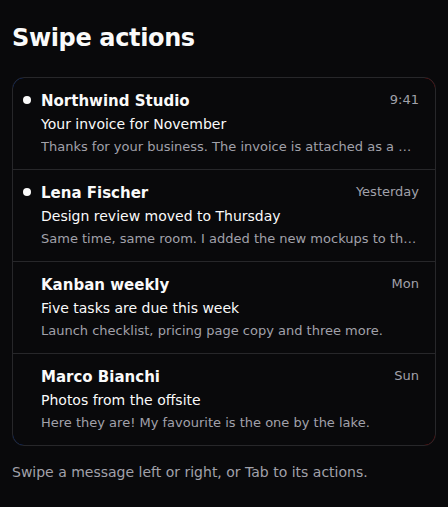 Swipe actions
Northwind Studio 9:41
Your invoice for November
Thanks for your business. The invoice is attached as a …
Lena Fischer Yesterday
Design review moved to Thursday
Same time, same room. I added the new mockups to th…
Kanban weekly Mon
Five tasks are due this week
Launch checklist, pricing page copy and three more.
Marco Bianchi Sun
Photos from the offsite
Here they are! My favourite is the one by the lake.
Swipe a message left or right, or Tab to its actions.